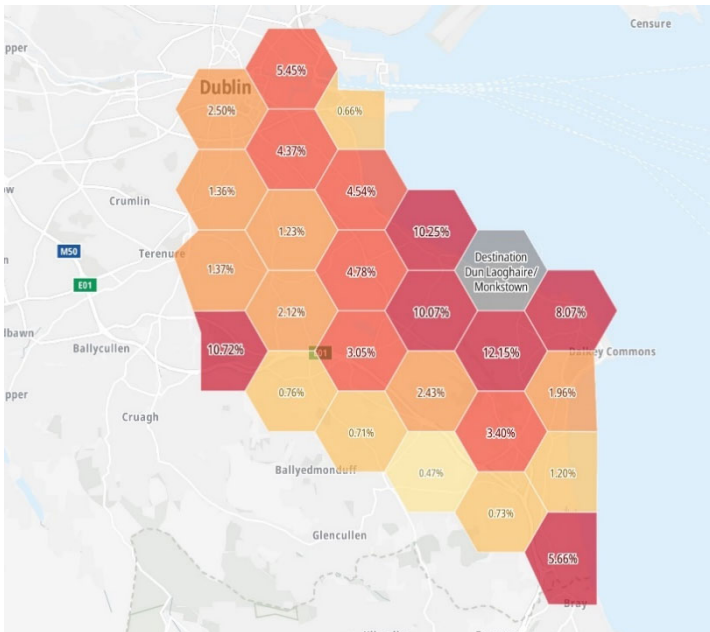 Censure
pper
5.45%
Dublin
2.50%
0.66%
4.37%
1.36%
4.54%
Crumlin
1.23%
10.25%
M50
Terenure
Destination
Dun Laoghaire/
Monkstown
E01
1.37%
4.78%
2.12%
10.07%
8.07%
lbawn
Ballycullen
10.72%
3.05%
12.15%
Dalkey Commons
pper
0.76%
2.43%
1.96%
Cruagh
0.71%
3.40%
Ballyedmonduff
0.47%
1.20%
0.73%
Glencullen
5.66%
Bray